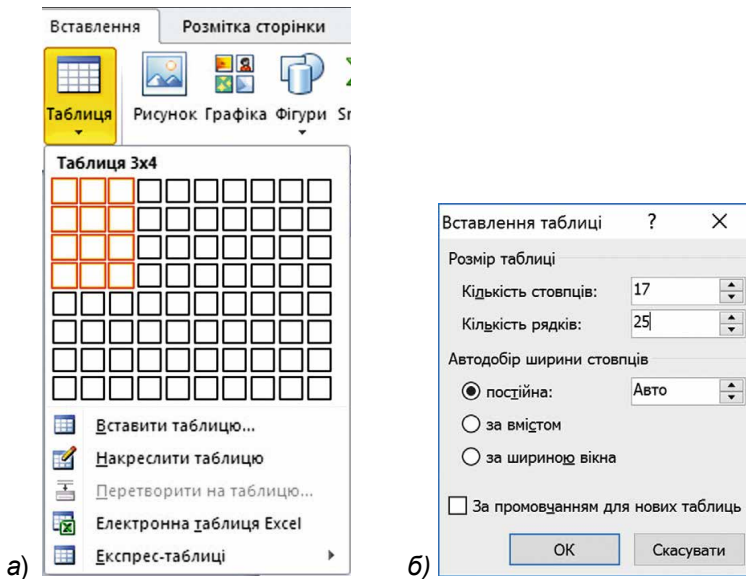 Вставлення Розмітка сторінки
Таблиця Рисунок Графіка Фігури
Таблиця 3x4
Вставити таблицю...
Накреслити таблицю
Перетворити на таблицю...
Електронна таблиця Excel
Експрес-таблиці
а)
Вставлення таблиці ? X
Розмір таблиці
Кількість стовпців: 17
Кількість рядків: 25
Автодобір ширини стовпців
постійна: Авто
за вмістом
за шириною вікна
За промовчанням для нових таблиць
ОК Скасувати
б)